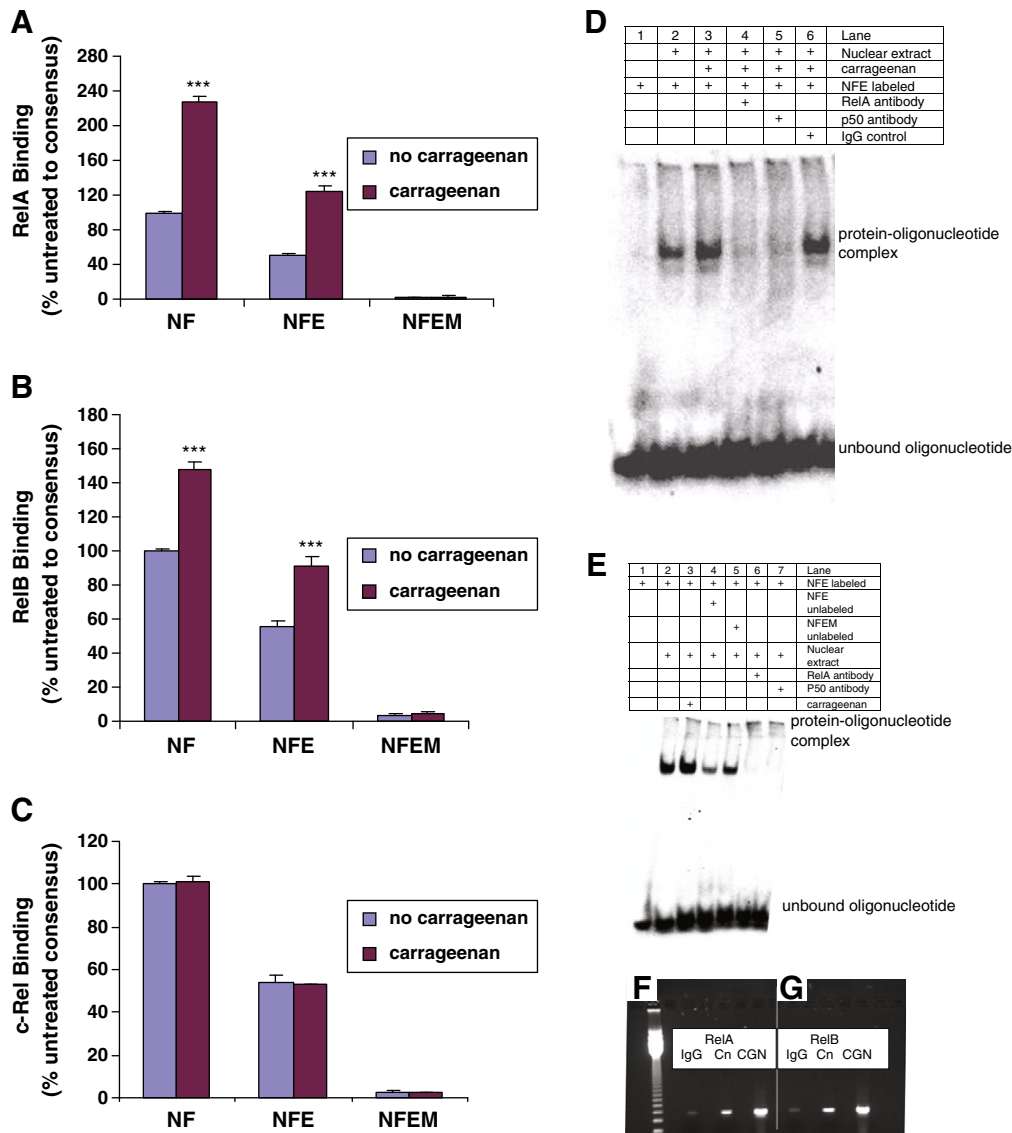 A
RelA Binding
(% untreated to consensus)
280
240
200
160
120
80
40
0
***
***
no carrageenan
carrageenan
NF NFE NFEM
B
RelB Binding
(% untreated to consensus)
180
160
140
120
100
80
60
40
20
0
***
***
no carrageenan
carrageenan
NF NFE NFEM
C
c-Rel Binding
(% untreated consensus)
120
100
80
60
40
20
0
no carrageenan
carrageenan
NF NFE NFEM
D
1 2 3 4 5 6 Lane
+ + + + + Nuclear extract
+ + + + carrageenan
+ + + + + + NFE labeled
+ RelA antibody
+ p50 antibody
+ IgG control
protein-oligonucleotide
complex
unbound oligonucleotide
E
1 2 3 4 5 6 7 Lane
+ + + + + + + NFE labeled
+ NFE
unlabeled
+ NFEM
unlabeled
+ + + + + + Nuclear
extract
+ RelA antibody
+ P50 antibody
+ carrageenan
protein-oligonucleotide
complex
unbound oligonucleotide
F G
RelA RelB
IgG Cn CGN IgG Cn CGN